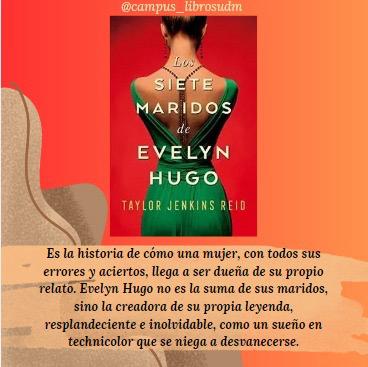 @campus_librosudm
Los
SIETE
MARIDOS
de
EVELYN
HUGO
TAYLOR JENKINS REID
Es la historia de cómo una mujer, con todos sus
errores y aciertos, llega a ser dueña de su propio
relato. Evelyn Hugo no es la suma de sus maridos,
sino la creadora de su propia leyenda,
resplandeciente e inolvidable, como un sueño en
technicolor que se niega a desvanecerse.